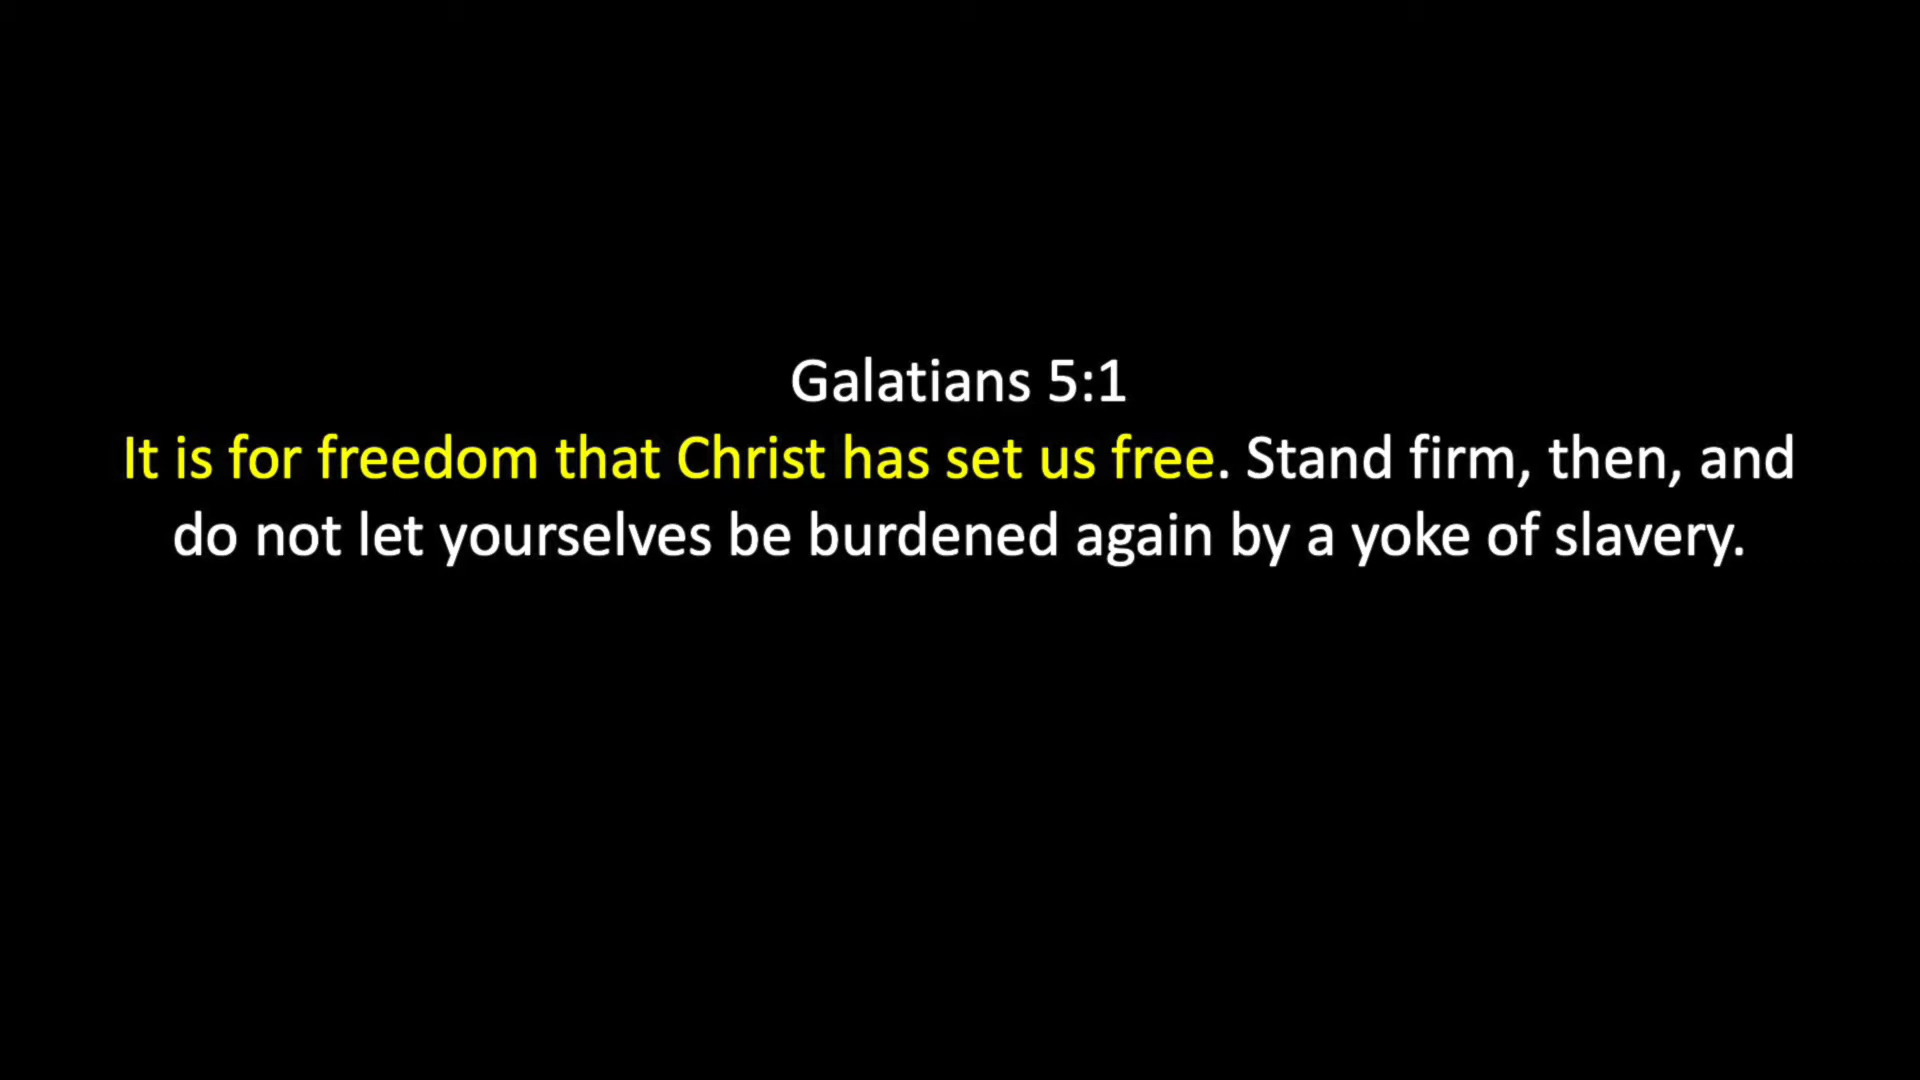 Galatians 5:1
It is for freedom that Christ has set us free. Stand firm, then, and
do not let yourselves be burdened again by a yoke of slavery.